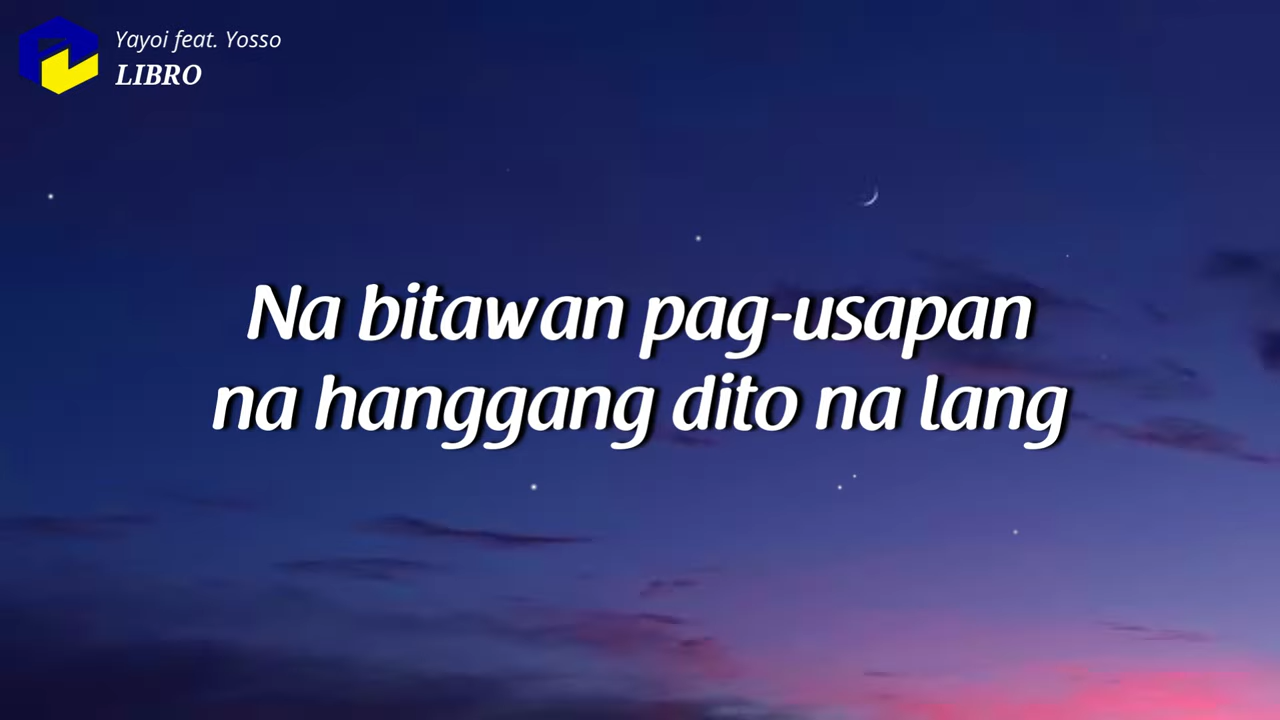 Yayoi feat. Yosso
LIBRO
Na bitawan pag-usapan
na hanggang dito na lang